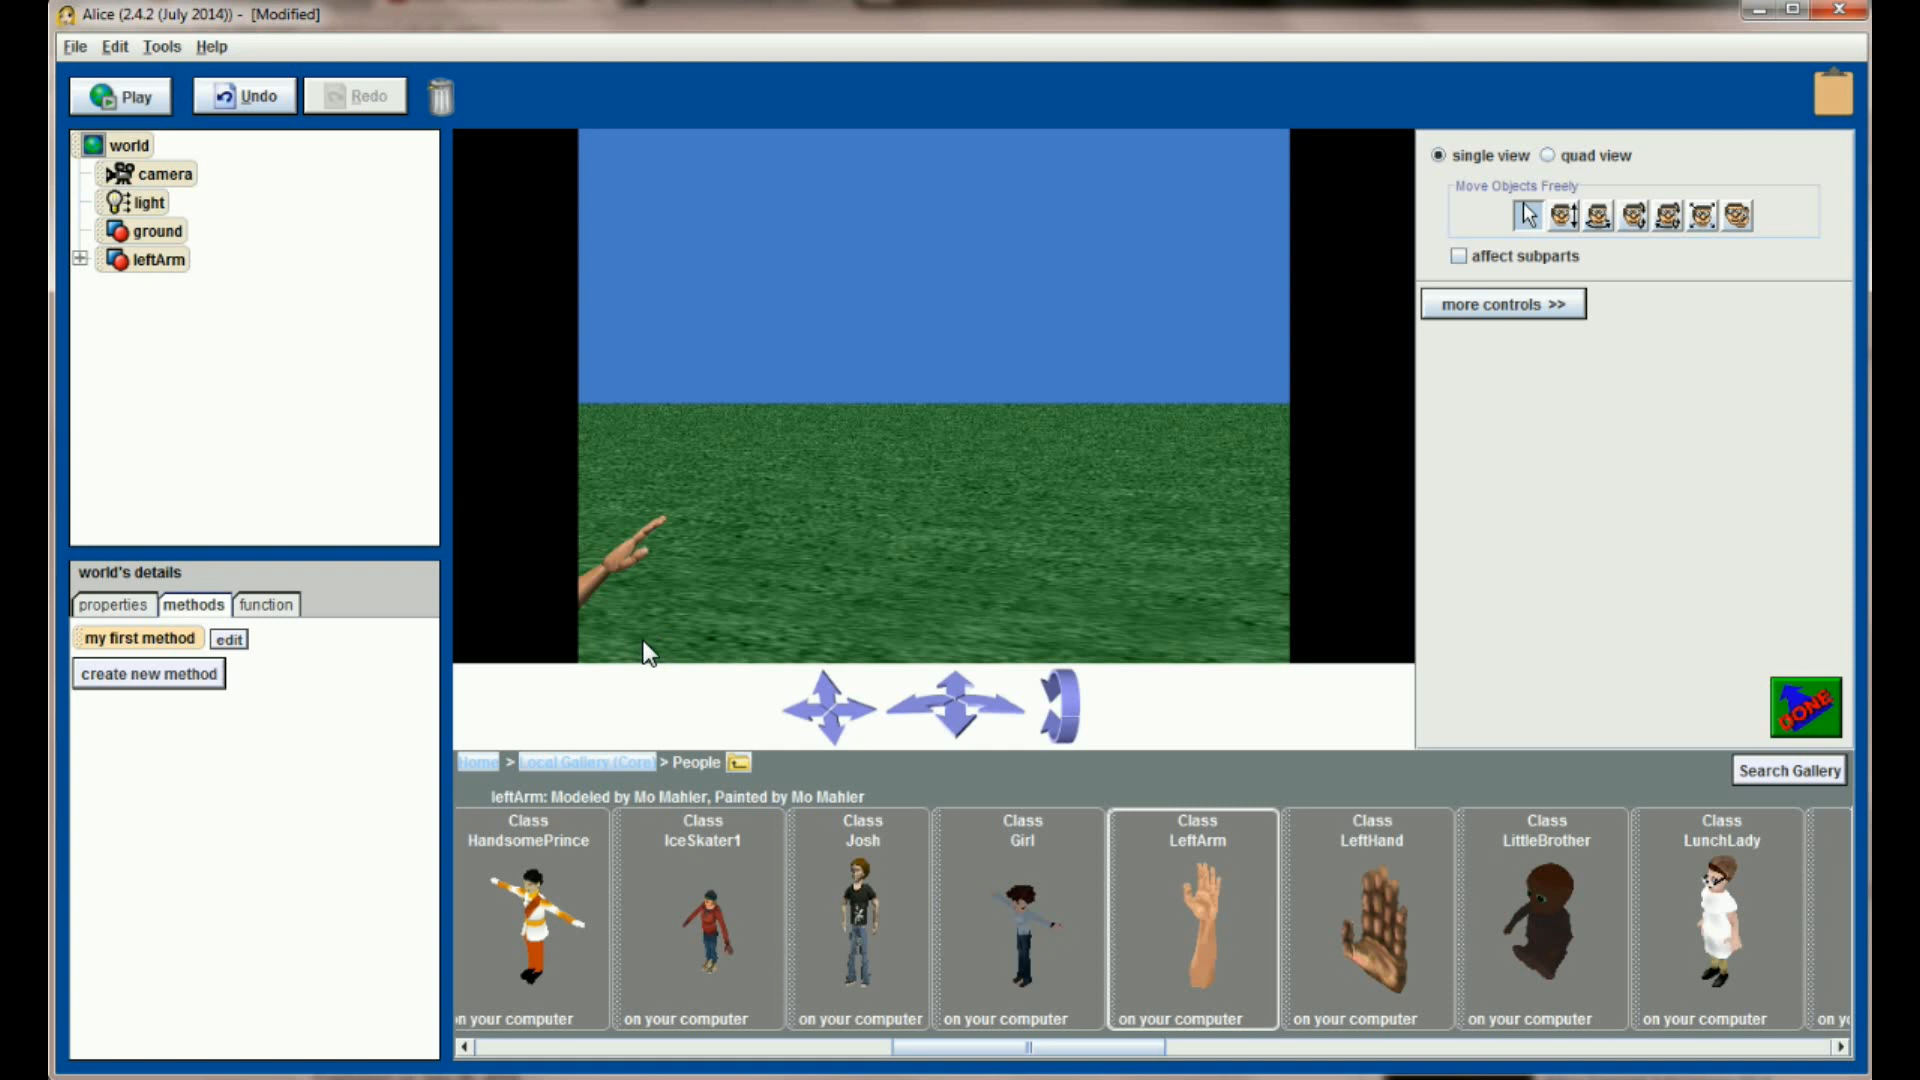 Alice (2.4.2 (July 2014)) - [Modified]
File Edit Tools Help
Play Undo Redo
world
camera
light
ground
leftArm
single view quad view
Move Objects Freely
affect subparts
more controls >>
world's details
properties methods function
my first method edit
create new method
DONE
Home > Local Gallery (Core) > People
Search Gallery
leftArm: Modeled by Mo Mahler, Painted by Mo Mahler
Class HandsomePrince
Class IceSkater1
Class Josh
Class Girl
Class LeftArm
Class LeftHand
Class LittleBrother
Class LunchLady
n your computer
on your computer
on your computer
on your computer
on your computer
on your computer
on your computer
on your computer
on y